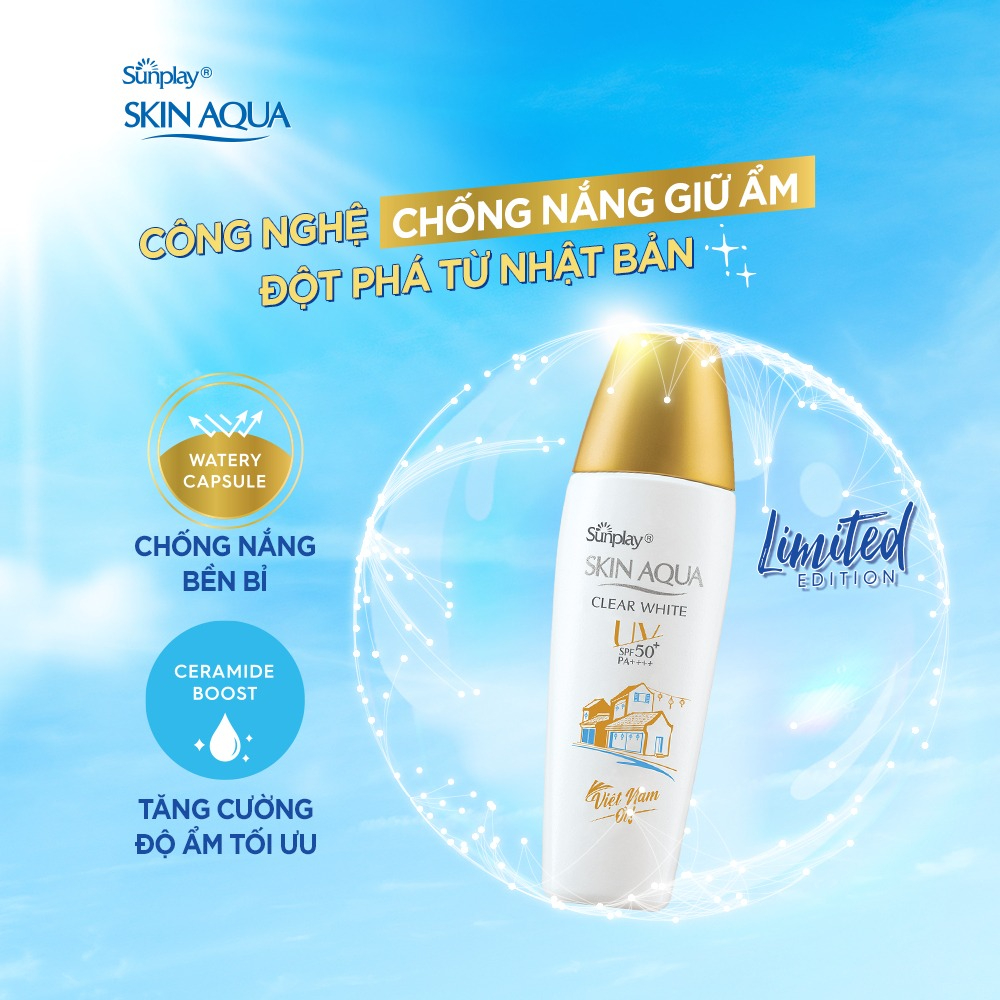 Sunplay®
SKIN AQUA
CÔNG NGHỆ CHỐNG NẮNG GIỮ ẨM
ĐỘT PHÁ TỪ NHẬT BẢN
WATERY
CAPSULE
CHỐNG NẮNG
BỀN BỈ
CERAMIDE
BOOST
TĂNG CƯỜNG
ĐỘ ẨM TỐI ƯU
Sunplay®
SKIN AQUA
CLEAR WHITE
UV
SPF50+
PA++++
Việt Nam
ơi
Limited
EDITION